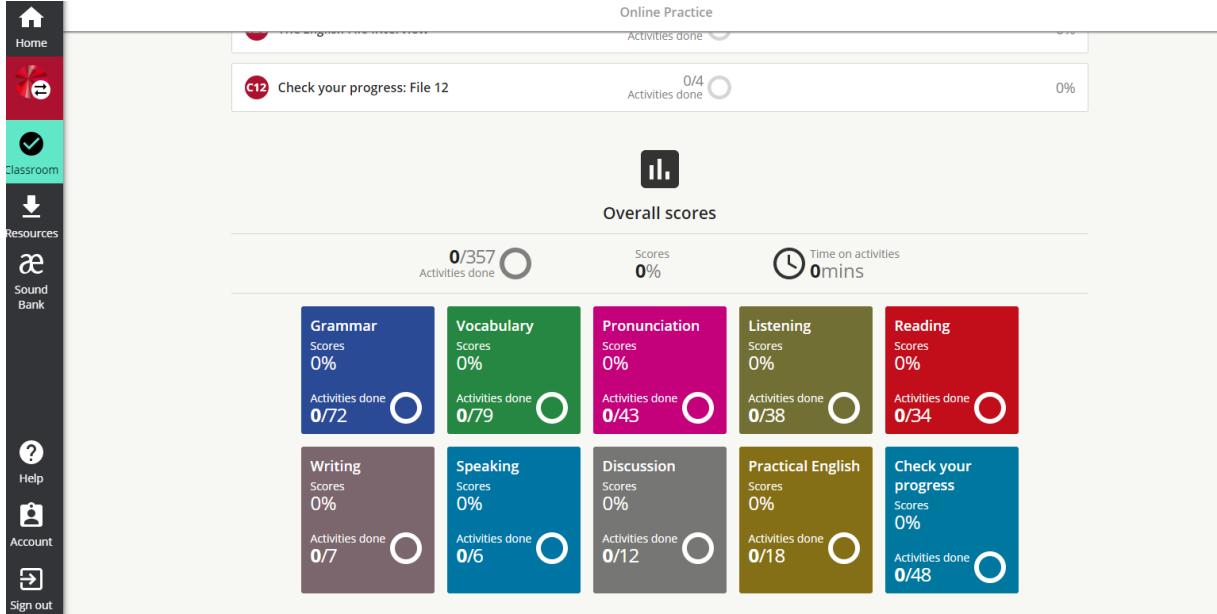 Online Practice
Home
Classroom
Resources
æ
Sound
Bank
Help
Account
Sign out
The English File Interview
Activities done
0%
C12 Check your progress: File 12
0/4
Activities done
0%
Overall scores
0/357
Activities done
Scores
0%
Time on activities
0mins
Grammar
Scores
0%
Activities done
0/72
Vocabulary
Scores
0%
Activities done
0/79
Pronunciation
Scores
0%
Activities done
0/43
Listening
Scores
0%
Activities done
0/38
Reading
Scores
0%
Activities done
0/34
Writing
Scores
0%
Activities done
0/7
Speaking
Scores
0%
Activities done
0/6
Discussion
Scores
0%
Activities done
0/12
Practical English
Scores
0%
Activities done
0/18
Check your
progress
Scores
0%
Activities done
0/48